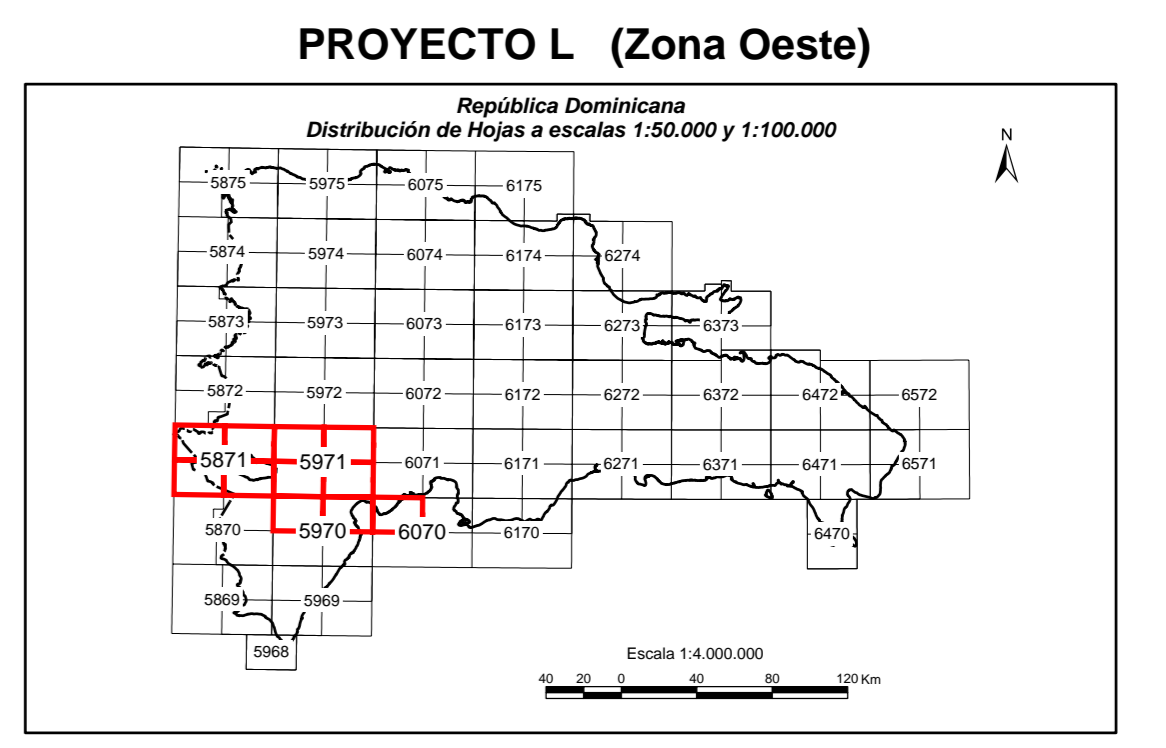 PROYECTO L (Zona Oeste)
República Dominicana
Distribución de Hojas a escalas 1:50.000 y 1:100.000
N
5875 5975 6075 6175
5874 5974 6074 6174 6274
5873 5973 6073 6173 6273 6373
5872 5972 6072 6172 6272 6372 6472 6572
5871 5971 6071 6171 6271 6371 6471 6571
5870 5970 6070 6170 6470
5869 5969
5968
Escala 1:4.000.000
40 20 0 40 80 120 Km